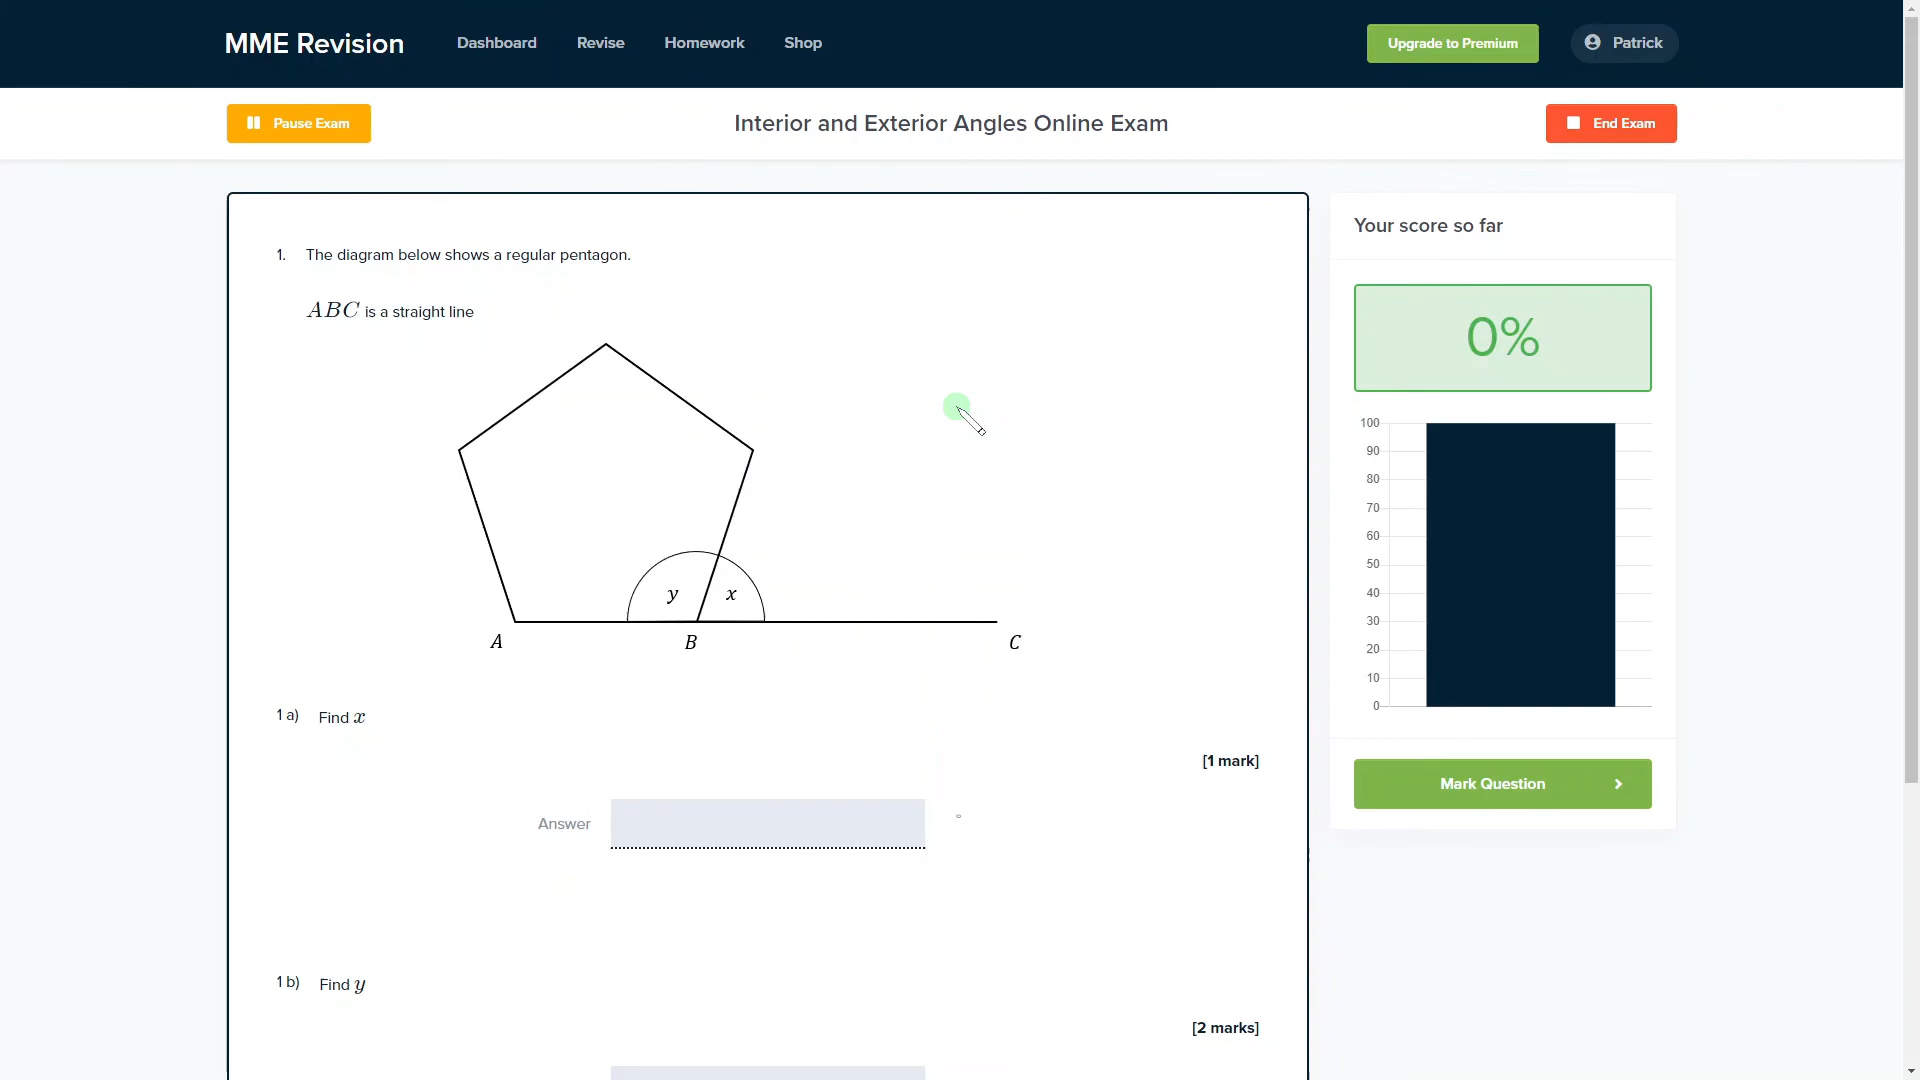 MME Revision
Dashboard
Revise
Homework
Shop
Upgrade to Premium
Patrick
Pause Exam
Interior and Exterior Angles Online Exam
End Exam
1. The diagram below shows a regular pentagon.
ABC is a straight line
y
x
A
B
C
1 a) Find x
[1 mark]
Answer
°
1 b) Find y
[2 marks]
Your score so far
0%
100
90
80
70
60
50
40
30
20
10
0
Mark Question